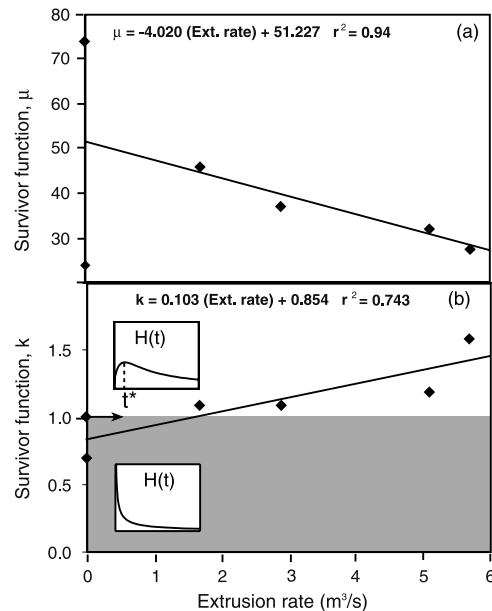 80
μ = -4.020 (Ext. rate) + 51.227 r² = 0.94
(a)
70
60
50
40
30
Survivor function, μ
k = 0.103 (Ext. rate) + 0.854 r² = 0.743
(b)
H(t)
t*
H(t)
1.5
1.0
0.5
0.0
Survivor function, k
0 1 2 3 4 5 6
Extrusion rate (m³/s)